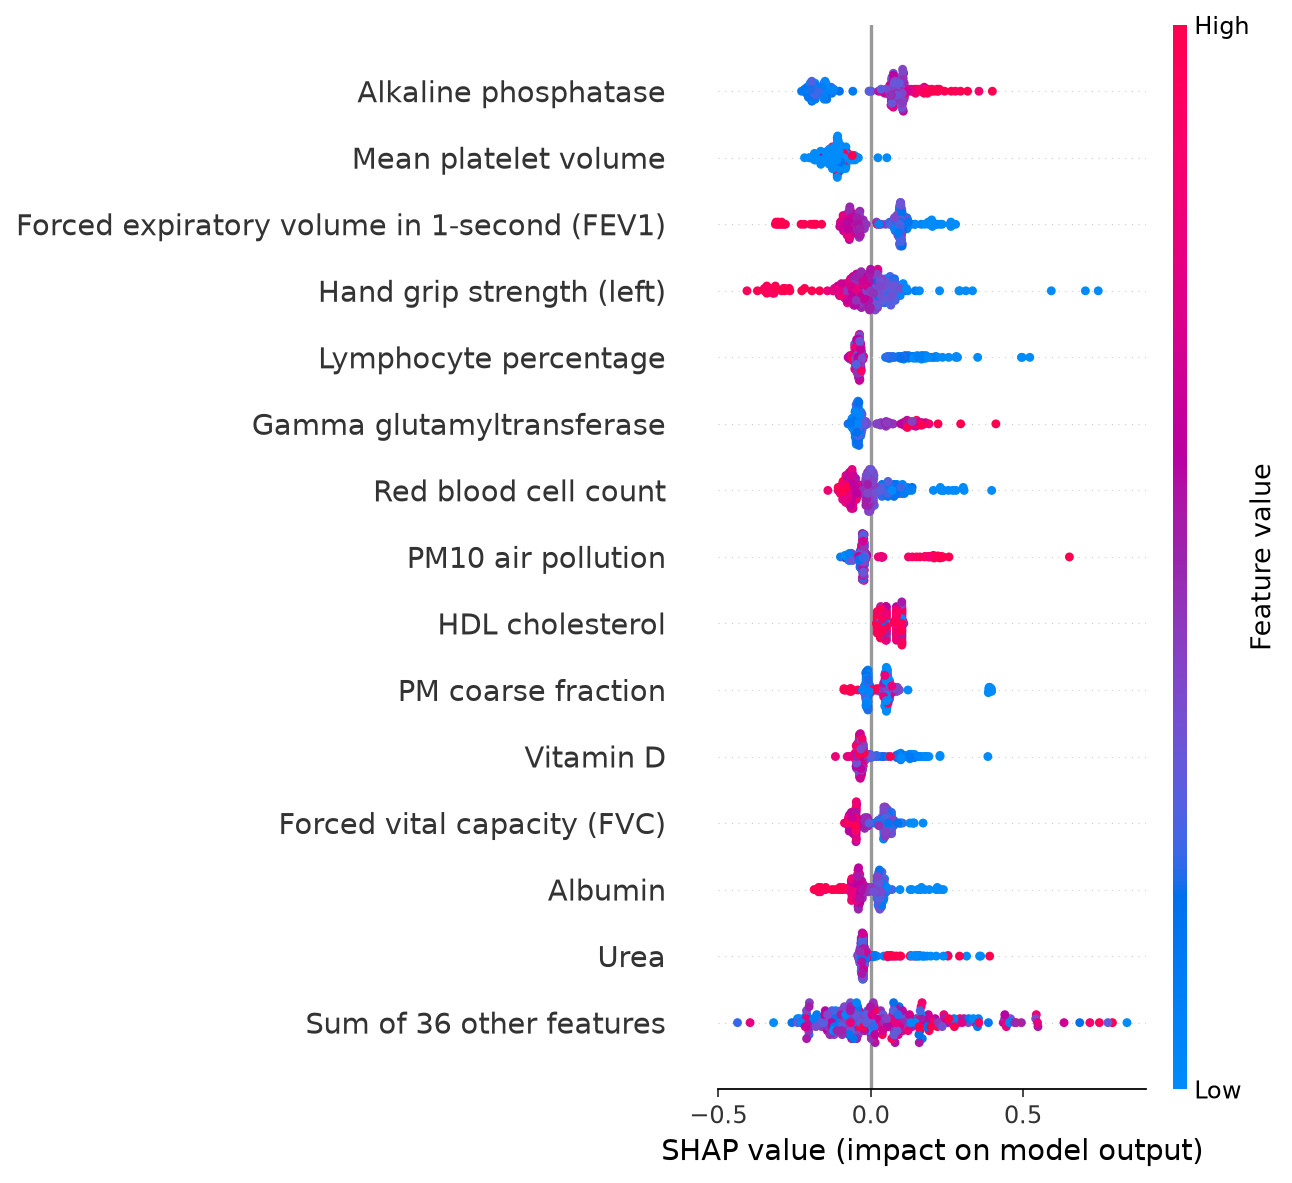 High
Alkaline phosphatase
Mean platelet volume
Forced expiratory volume in 1-second (FEV1)
Hand grip strength (left)
Lymphocyte percentage
Gamma glutamyltransferase
Red blood cell count
PM10 air pollution
HDL cholesterol
PM coarse fraction
Vitamin D
Forced vital capacity (FVC)
Albumin
Urea
Sum of 36 other features
Feature value
Low
−0.5 0.0 0.5
SHAP value (impact on model output)